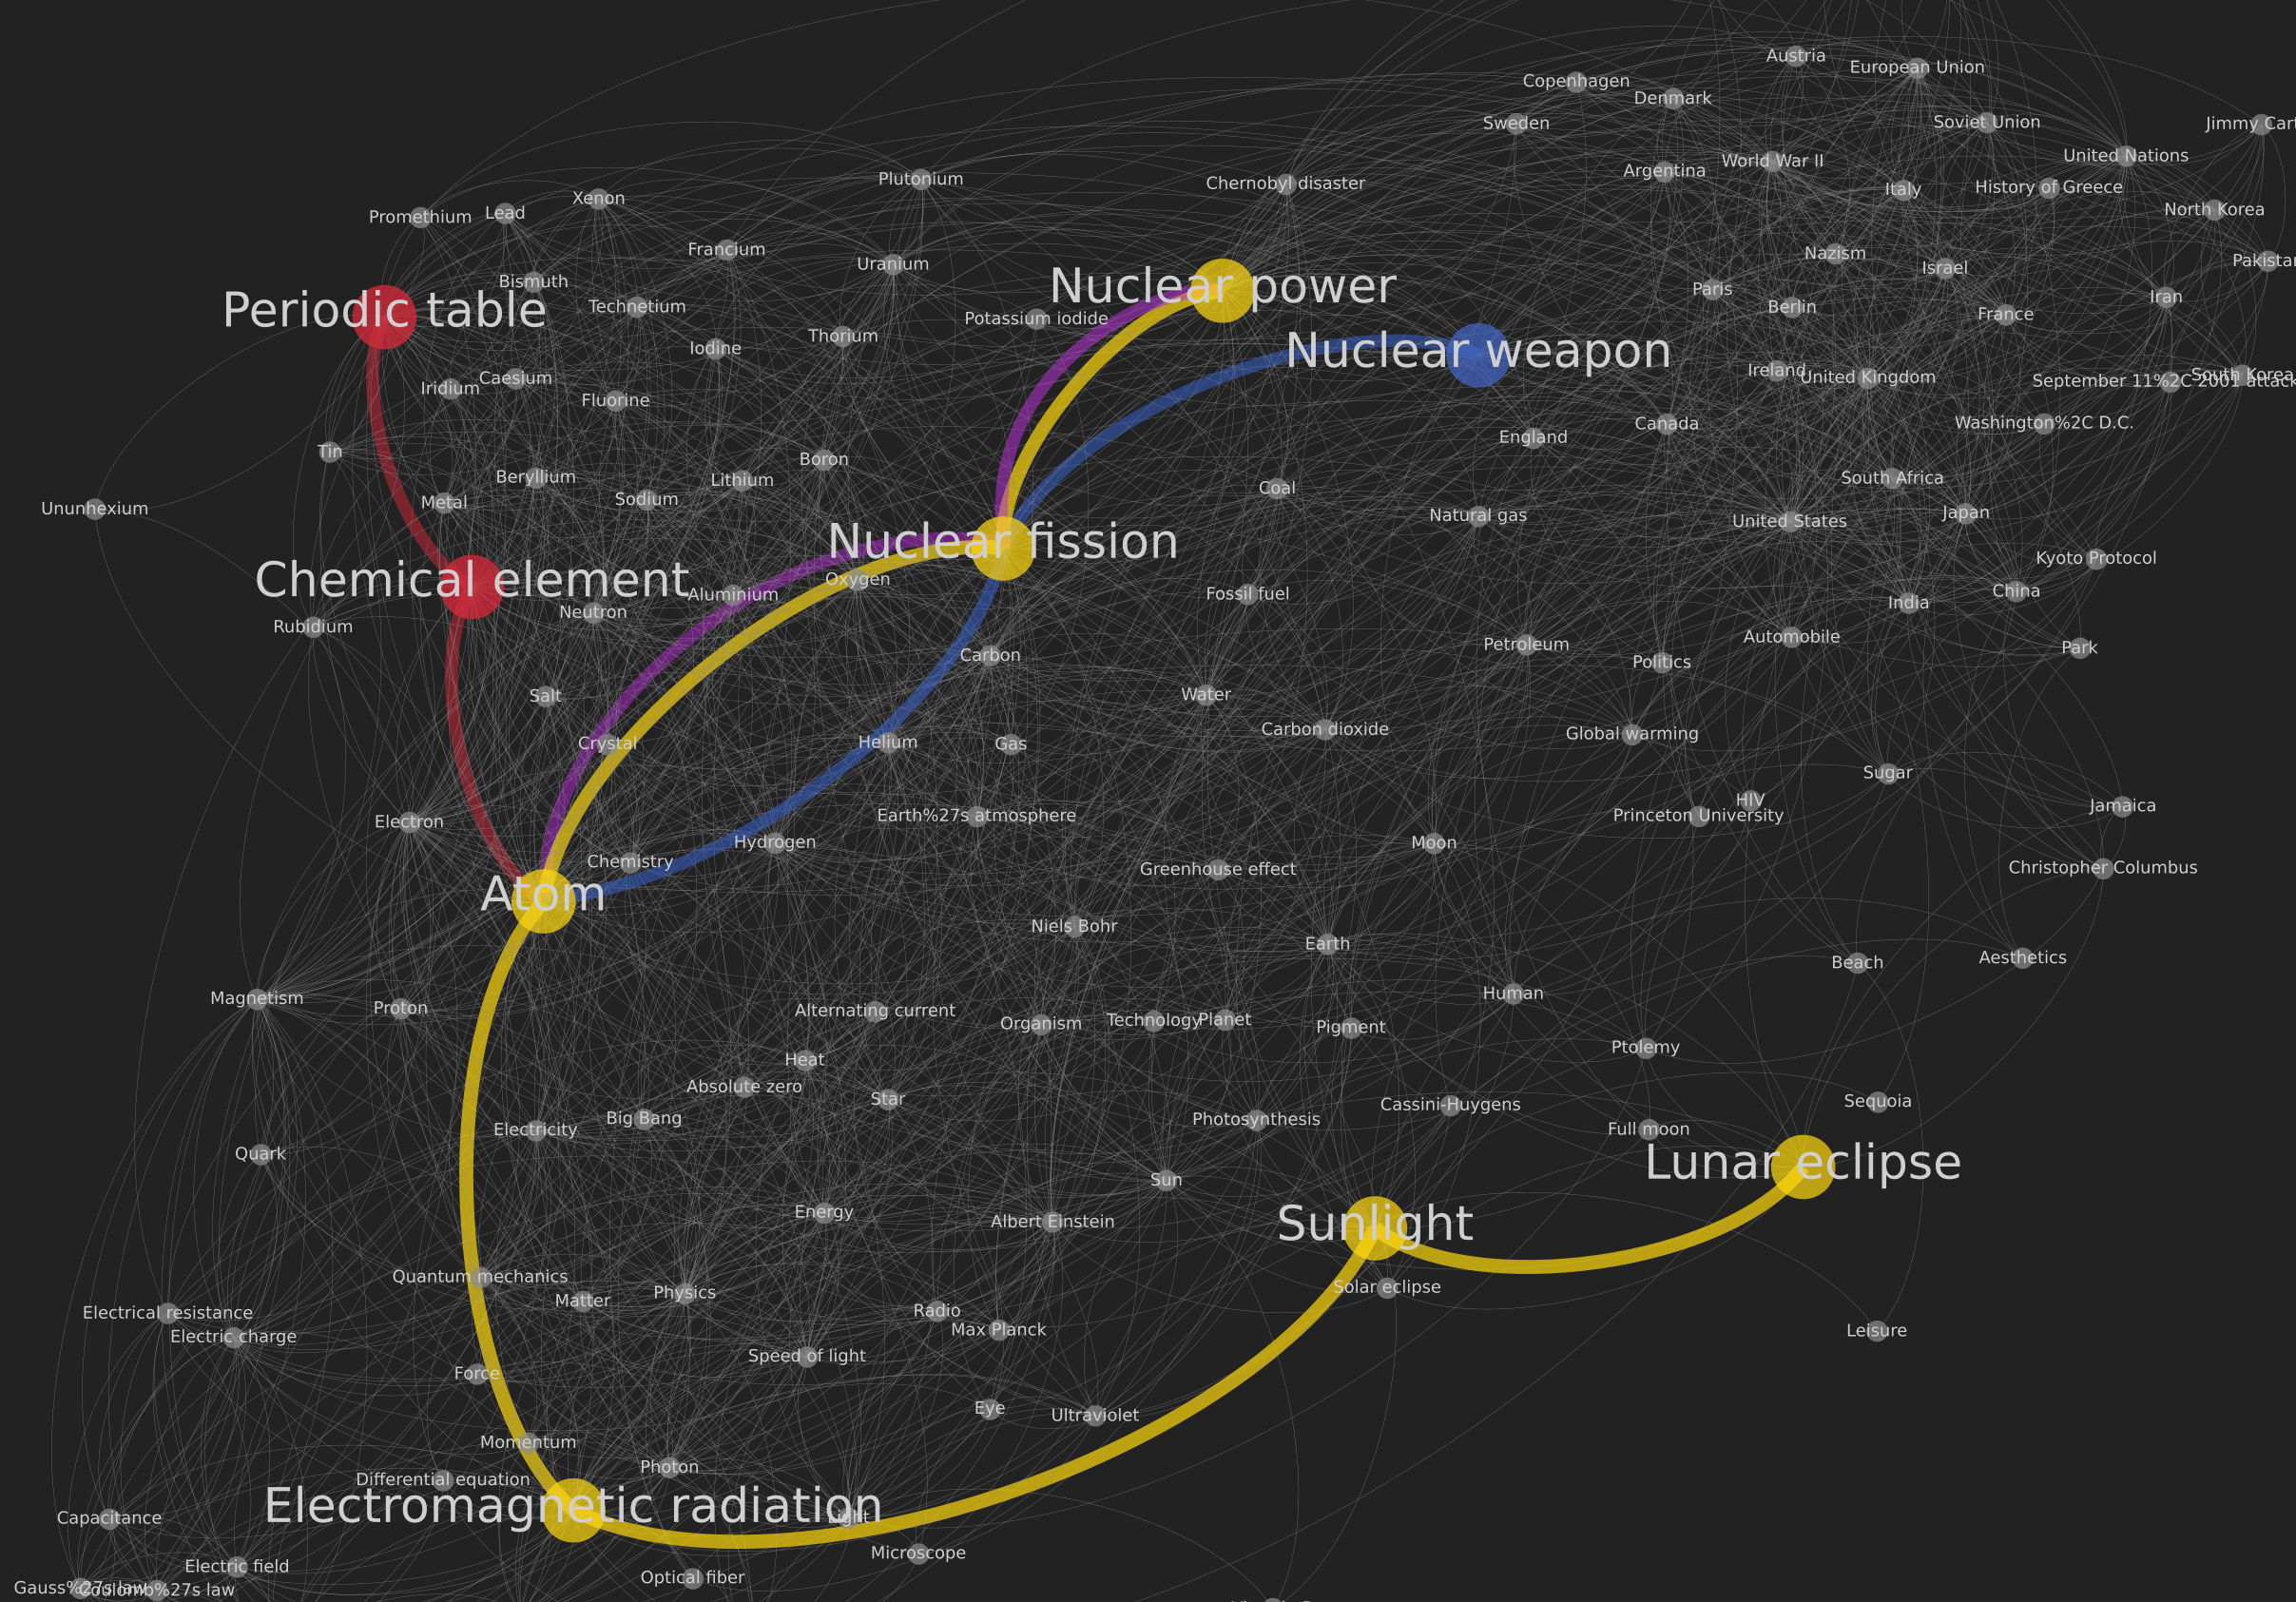 Austria
European Union
Copenhagen
Denmark
Sweden
Soviet Union
Jimmy Cart
United Nations
World War II
Argentina
Plutonium
Chernobyl disaster
Italy
History of Greece
Xenon
Lead
Promethium
North Korea
Francium
Nazism
Uranium
Israel
Pakistan
Bismuth
Nuclear power
Paris
Iran
Periodic table
Technetium
Berlin
France
Potassium iodide
Thorium
Iodine
Nuclear weapon
Ireland
United Kingdom
South Korea
September 11%2C 2001 attack
Caesium
Iridium
Fluorine
Canada
Washington%2C D.C.
England
Tin
Boron
Beryllium
Lithium
South Africa
Coal
Sodium
Metal
Ununhexium
Natural gas
Japan
United States
Nuclear fission
Kyoto Protocol
Chemical element
Oxygen
China
Aluminium
Fossil fuel
India
Neutron
Rubidium
Automobile
Petroleum
Park
Carbon
Politics
Salt
Water
Carbon dioxide
Global warming
Crystal
Helium
Gas
Sugar
HIV
Jamaica
Princeton University
Earth%27s atmosphere
Electron
Hydrogen
Moon
Chemistry
Greenhouse effect
Christopher Columbus
Atom
Niels Bohr
Earth
Aesthetics
Beach
Human
Magnetism
Proton
Alternating current
Organism
Technology
Planet
Pigment
Ptolemy
Heat
Absolute zero
Star
Sequoia
Cassini-Huygens
Big Bang
Photosynthesis
Electricity
Full moon
Quark
Lunar eclipse
Sun
Energy
Albert Einstein
Sunlight
Quantum mechanics
Solar eclipse
Physics
Matter
Electrical resistance
Radio
Max Planck
Leisure
Electric charge
Speed of light
Force
Eye
Ultraviolet
Momentum
Photon
Differential equation
Electromagnetic radiation
Light
Capacitance
Microscope
Electric field
Optical fiber
Gauss%27s law
Coulomb%27s law